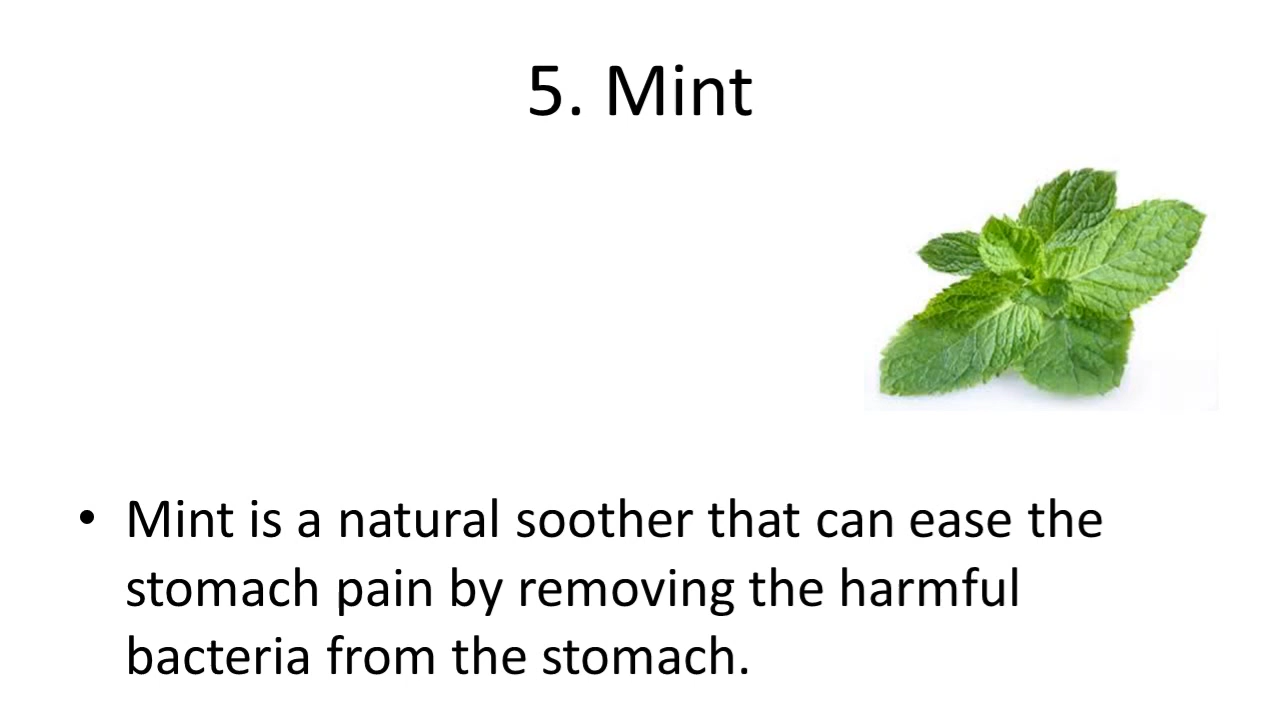 5. Mint
• Mint is a natural soother that can ease the
stomach pain by removing the harmful
bacteria from the stomach.